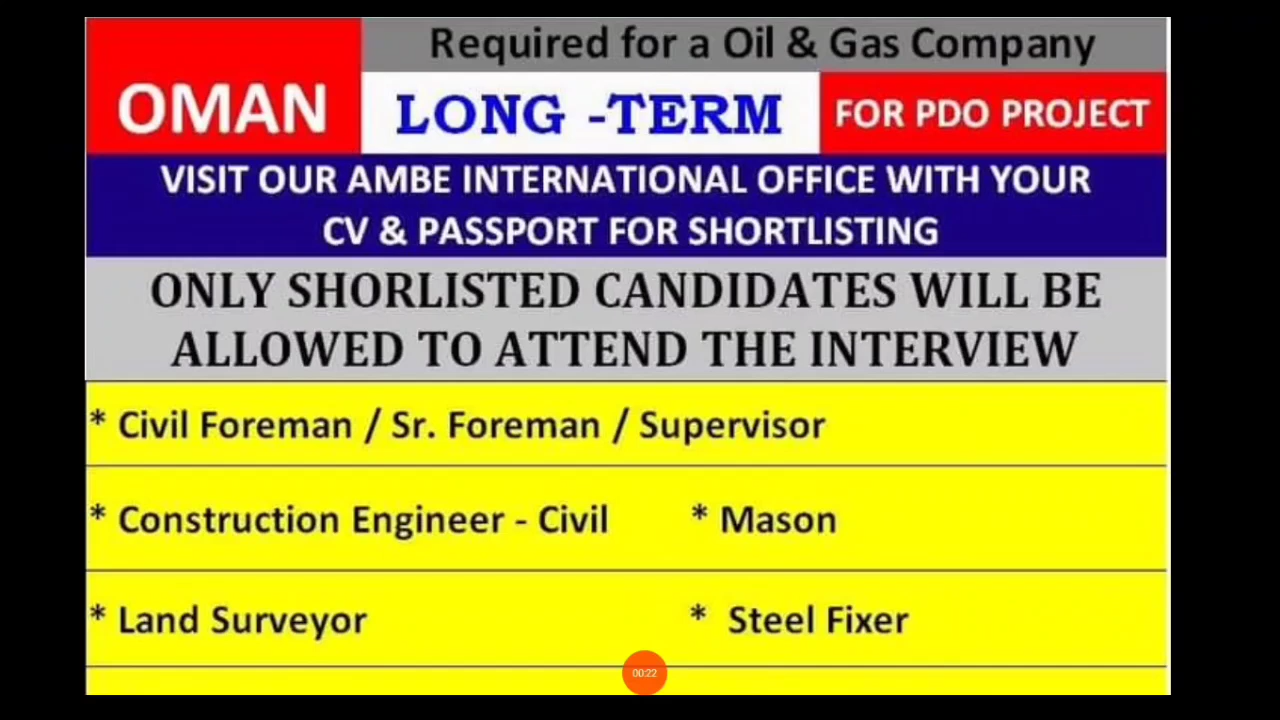 Required for a Oil & Gas Company
OMAN
LONG -TERM
FOR PDO PROJECT
VISIT OUR AMBE INTERNATIONAL OFFICE WITH YOUR
CV & PASSPORT FOR SHORTLISTING
ONLY SHORLISTED CANDIDATES WILL BE
ALLOWED TO ATTEND THE INTERVIEW
* Civil Foreman / Sr. Foreman / Supervisor
* Construction Engineer - Civil * Mason
* Land Surveyor * Steel Fixer
00:22